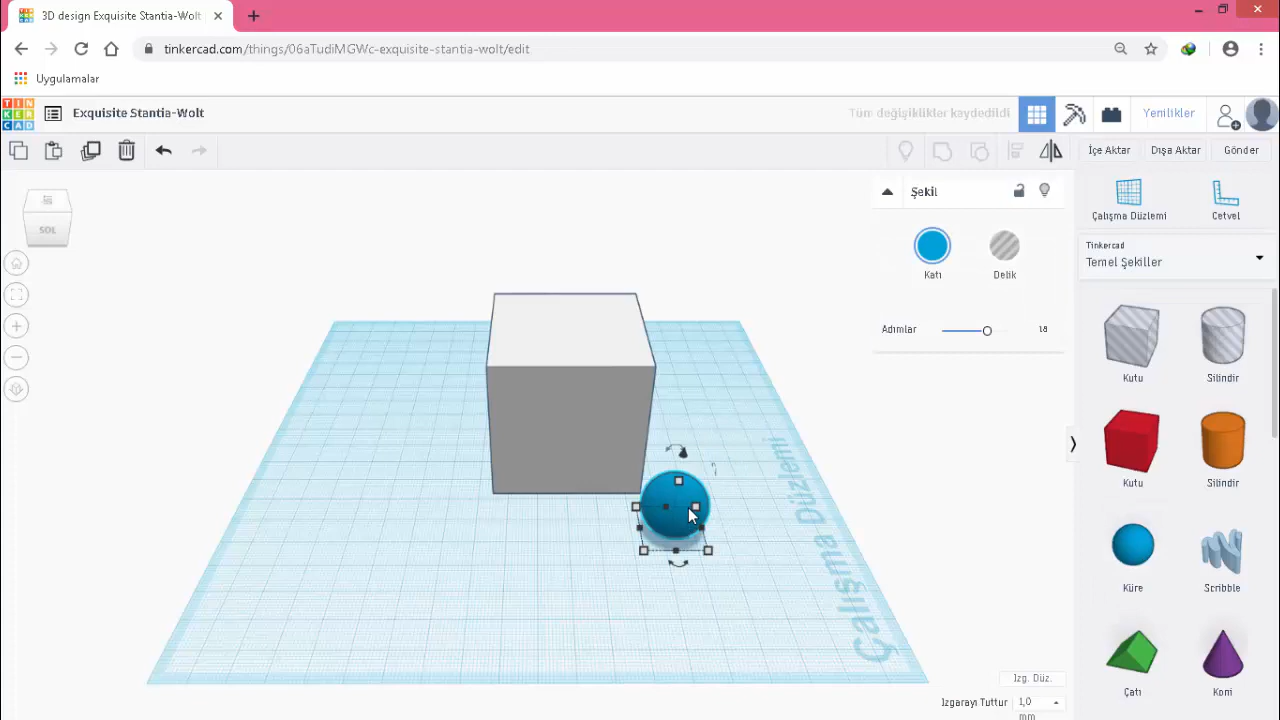 3D design Exquisite Stantia-Wolt
tinkercad.com/things/06aTudiMGWc-exquisite-stantia-wolt/edit
Uygulamalar
TIN
KER
CAD
Exquisite Stantia-Wolt
Tüm değişiklikler kaydedildi
Yenilikler
İçe Aktar
Dışa Aktar
Gönder
SOL
Şekil
Katı
Delik
Adımlar
18
Çalışma Düzlemi
Cetvel
Tinkercad
Temel Şekiller
Kutu
Silindir
Kutu
Silindir
Küre
Scribble
Çatı
Koni
Çalışma Düzlemi
Izg. Düz.
Izgarayı Tuttur
1,0
mm